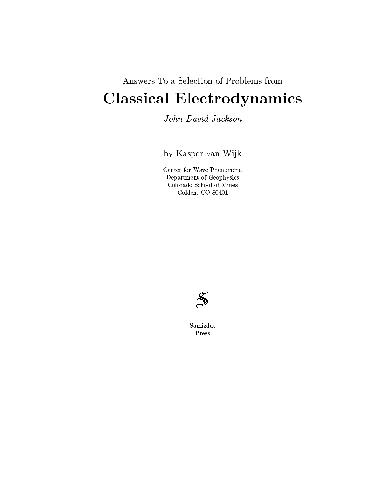 Answers To a Selection of Problems from
Classical Electrodynamics
John David Jackson
by Kasper van Wijk
Center for Wave Phenomena
Department of Geophysics
Colorado School of Mines
Golden, CO 80401
S
Samizdat
Press